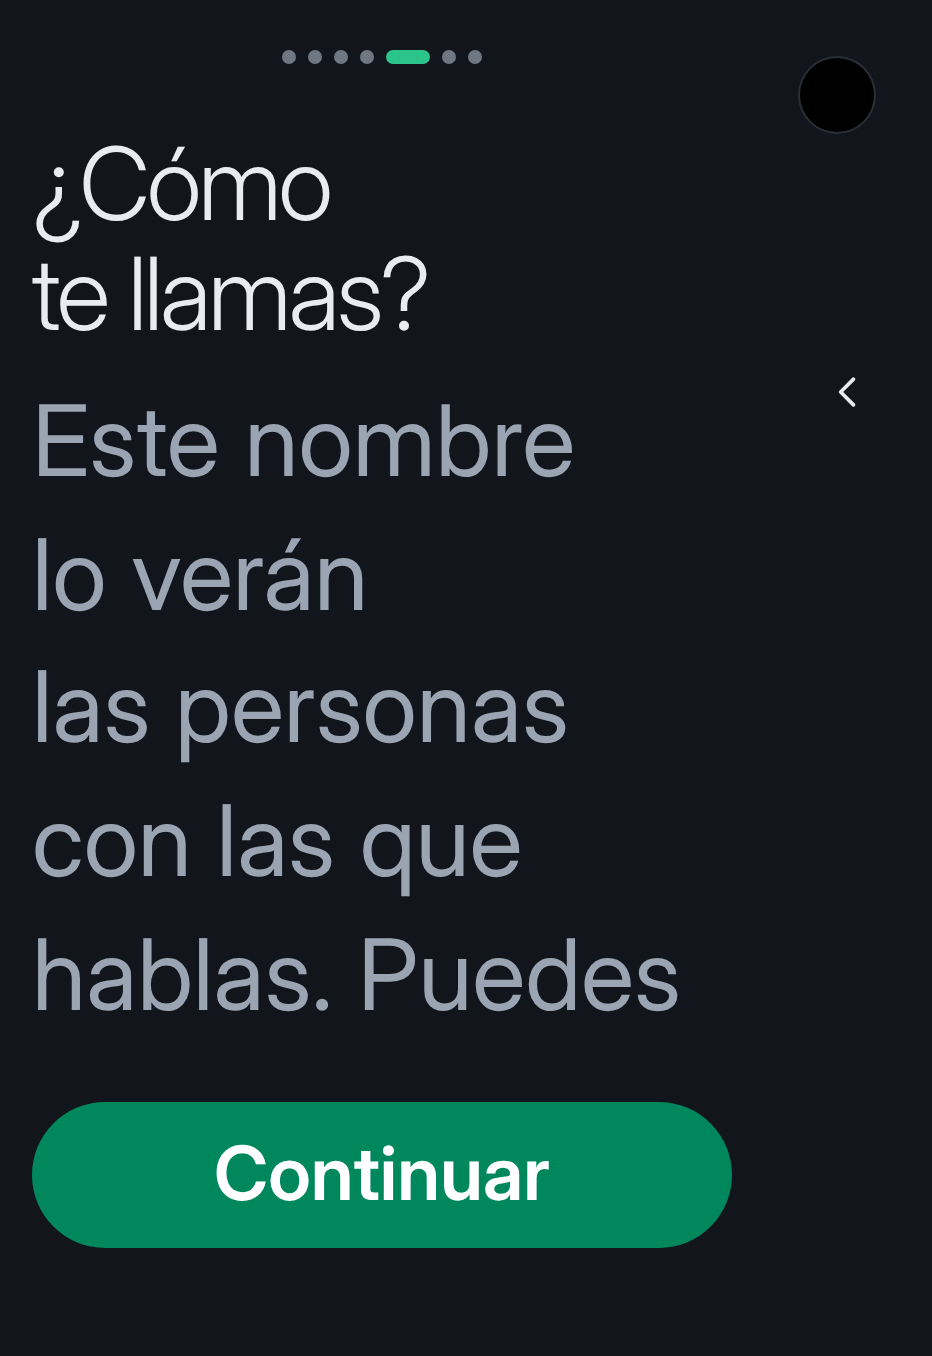 ¿Cómo
te llamas?
Este nombre
lo verán
las personas
con las que
hablas. Puedes
Continuar